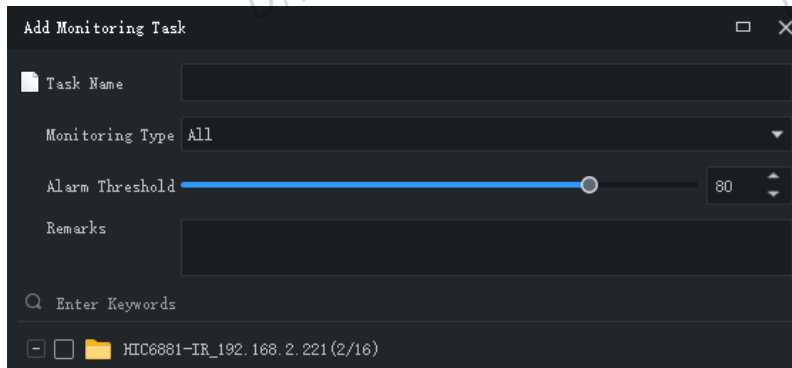 Add Monitoring Task
Task Name
Monitoring Type All
Alarm Threshold 80
Remarks
Enter Keywords
HIC6881-IR_192.168.2.221(2/16)